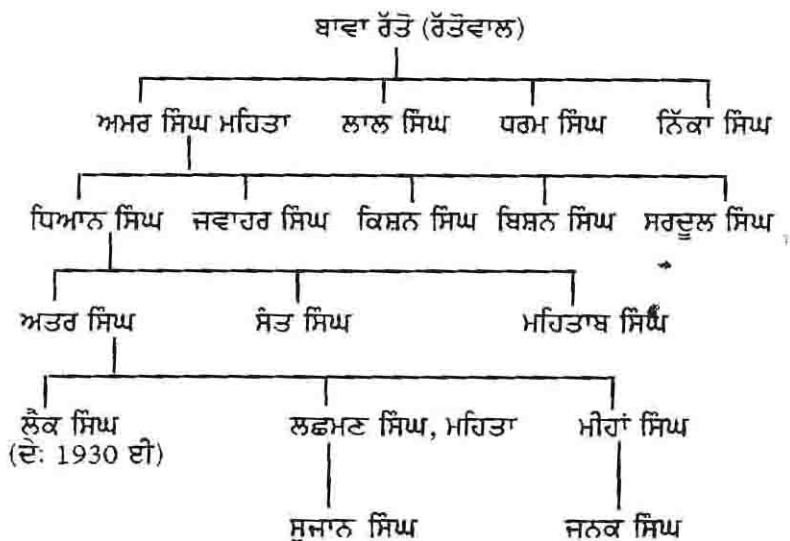 ਬਾਵਾ ਰੱਤੋ (ਰੱਤੋਵਾਲ)
ਅਮਰ ਸਿੰਘ ਮਹਿਤਾ ਲਾਲ ਸਿੰਘ ਧਰਮ ਸਿੰਘ ਨਿੱਕਾ ਸਿੰਘ
ਧਿਆਨ ਸਿੰਘ ਜਵਾਹਰ ਸਿੰਘ ਕਿਸ਼ਨ ਸਿੰਘ ਬਿਸ਼ਨ ਸਿੰਘ ਸਰਦੂਲ ਸਿੰਘ
ਅਤਰ ਸਿੰਘ ਸੰਤ ਸਿੰਘ ਮਹਿਤਾਬ ਸਿੰਘ
ਲੈਕ ਸਿੰਘ ਲਛਮਣ ਸਿੰਘ, ਮਹਿਤਾ ਮੀਹਾਂ ਸਿੰਘ
(ਦੇ: 1930 ਈ)
ਸੁਜਾਨ ਸਿੰਘ ਜਨਕ ਸਿੰਘ